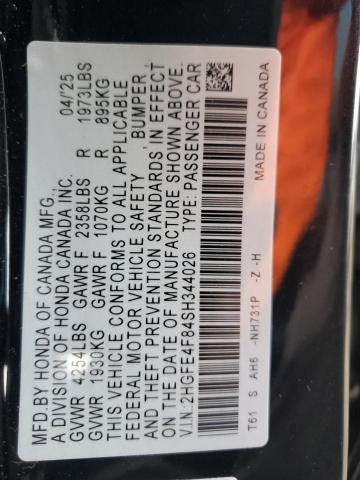 MFD.BY HONDA OF CANADA MFG., 04/'25
A DIVISION OF HONDA CANADA INC.
GVWR 4254LBS GAWR F 2358LBS R 1973LBS
GVWR 1930KG GAWR F 1070KG R 895KG
THIS VEHICLE CONFORMS TO ALL APPLICABLE
FEDERAL MOTOR VEHICLE SAFETY , BUMPER ,
AND THEFT PREVENTION STANDARDS IN EFFECT
ON THE DATE OF MANUFACTURE SHOWN ABOVE.
V.I.N:2HGFE4F84SH344026 TYPE: PASSENGER CAR
T61 S AH6 -NH731P -Z -H MADE IN CANADA